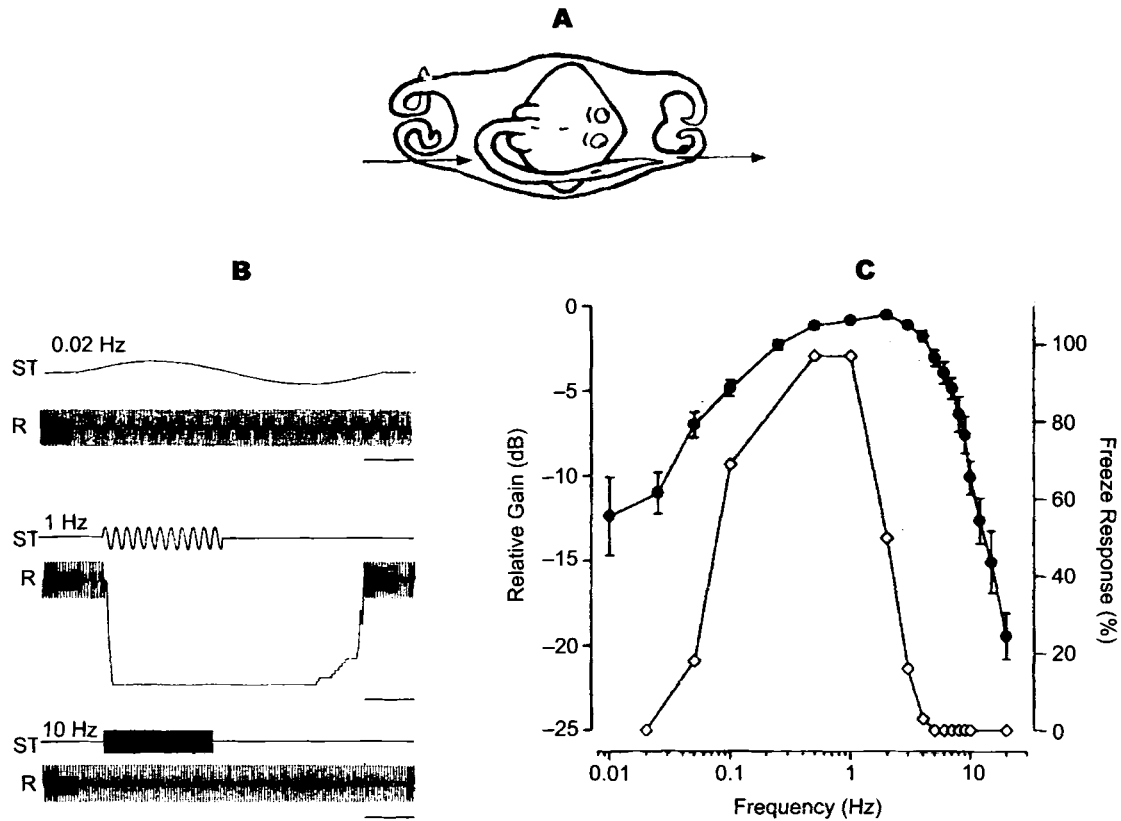 A
B
ST
0.02 Hz
R
ST
1 Hz
R
ST
10 Hz
R
C
0
−5
−10
−15
−20
−25
Relative Gain (dB)
100
80
60
40
20
0
Freeze Response (%)
0.01
0.1
1
10
Frequency (Hz)